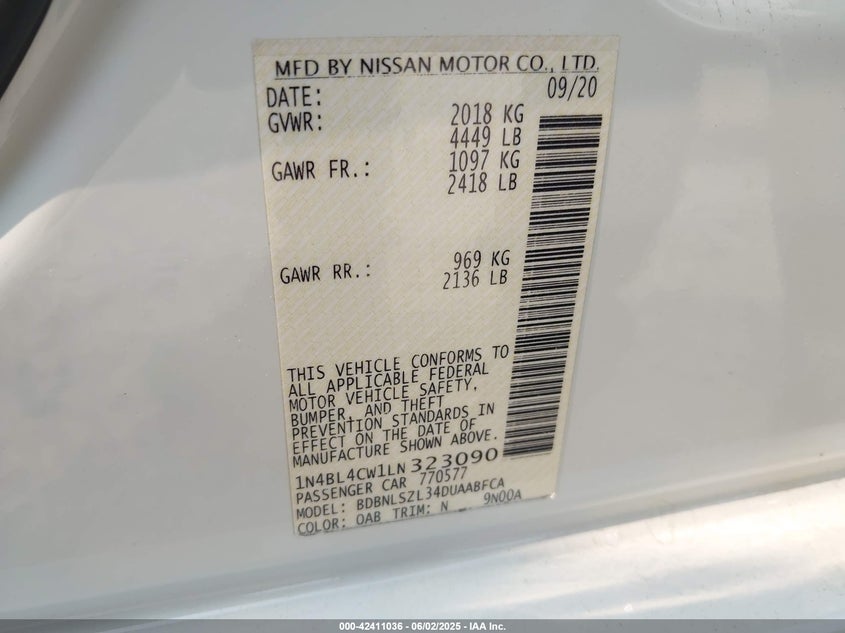 MFD BY NISSAN MOTOR CO., LTD.
DATE: 09/20
GVWR: 2018 KG
4449 LB
GAWR FR.: 1097 KG
2418 LB
GAWR RR.: 969 KG
2136 LB
THIS VEHICLE CONFORMS TO
ALL APPLICABLE FEDERAL
MOTOR VEHICLE SAFETY,
BUMPER, AND THEFT
PREVENTION STANDARDS IN
EFFECT ON THE DATE OF
MANUFACTURE SHOWN ABOVE.
1N4BL4CW1LN323090
PASSENGER CAR 770577
MODEL: BDBNLSZL34DUAABFCA
COLOR: OAB TRIM: N 9N00A
000-42411036 | 06/02/2025 - IAA Inc.